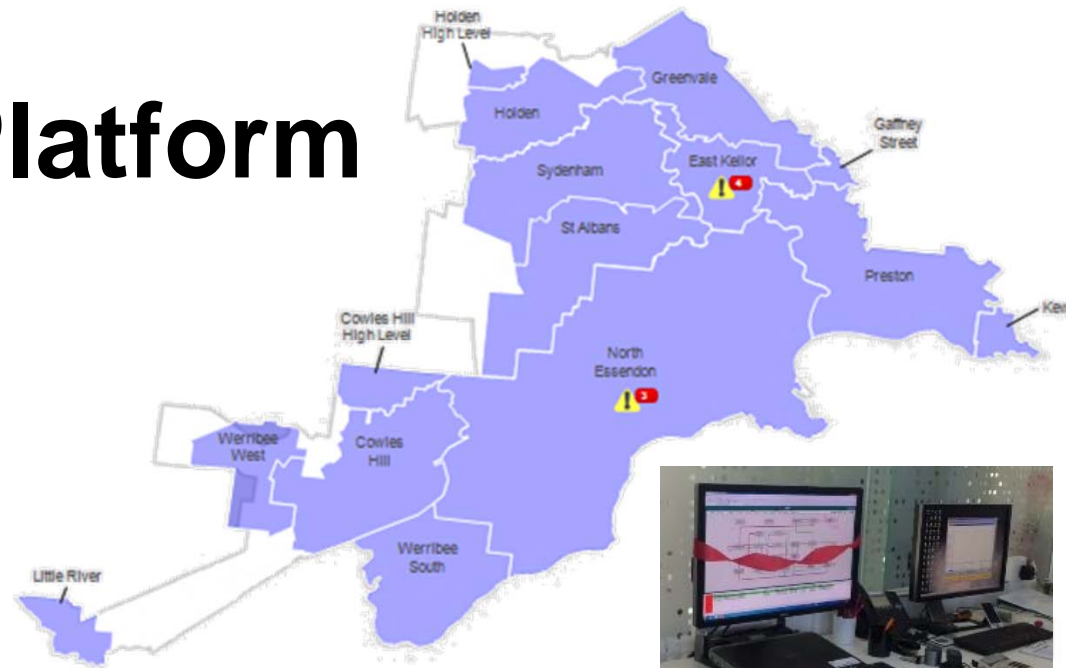 Holden
High Level
Platform
Greenvale
Holden
Gaffney
Street
East Keilor
4
Sydenham
St Albans
Preston
Cowies Hill
High Level
Kew
North
Essendon
3
Werribee
West
Cowies
Hill
Werribee
South
Little River